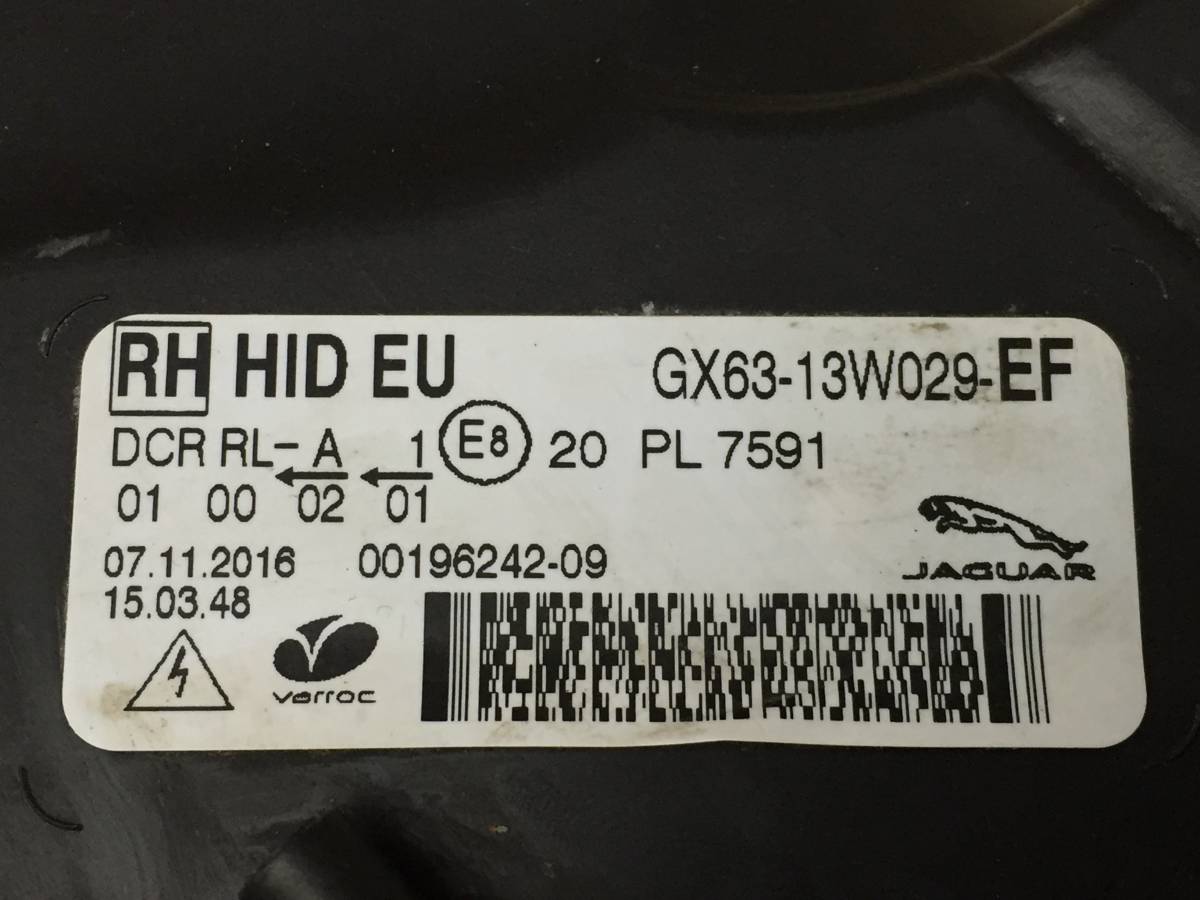 RH HID EU GX63-13W029-EF
DCR RL- A 1 E8 20 PL 7591
01 00 02 01
07.11.2016 00196242-09
15.03.48
JAGUAR
varroc